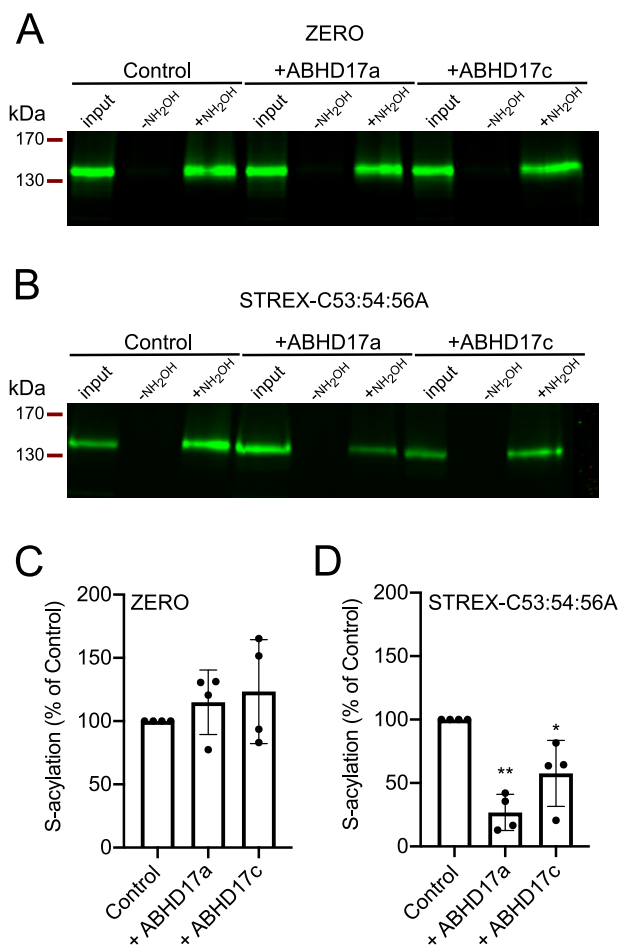 A
ZERO
Control +ABHD17a +ABHD17c
kDa input -NH₂OH +NH₂OH input -NH₂OH +NH₂OH input -NH₂OH +NH₂OH
170
130
B
STREX-C53:54:56A
Control +ABHD17a +ABHD17c
kDa input -NH₂OH +NH₂OH input -NH₂OH +NH₂OH input -NH₂OH +NH₂OH
170
130
C
ZERO
S-acylation (% of Control)
200
150
100
50
0
Control
+ ABHD17a
+ ABHD17c
D
STREX-C53:54:56A
S-acylation (% of Control)
200
150
100
50
0
**
*
Control
+ ABHD17a
+ ABHD17c